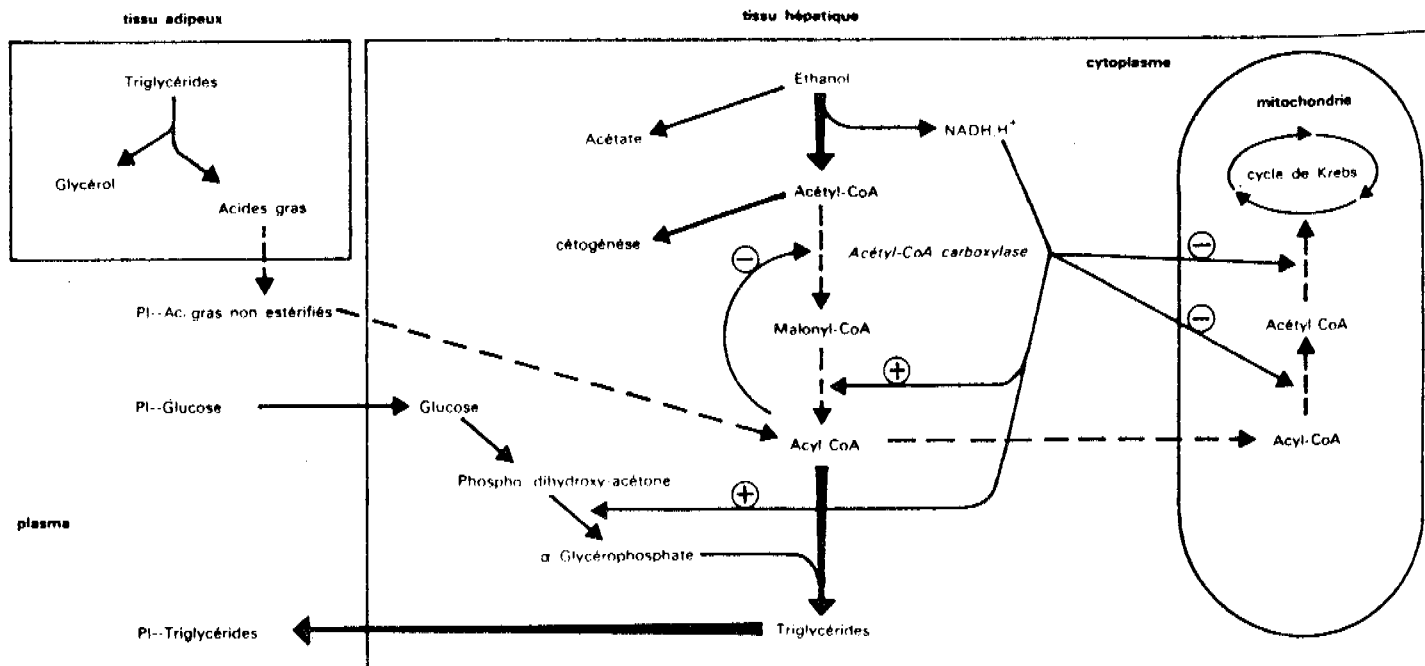 tissu adipeux
tissu hépatique
cytoplasme
mitochondrie
Triglycérides
Glycérol
Acides gras
Ethanol
Acétate
NADH,H+
Acétyl-CoA
cétogénése
Acétyl-CoA carboxylase
cycle de Krebs
Pl--Ac. gras non estérifiés
Malonyl-CoA
Acétyl CoA
Pl--Glucose
Glucose
Acyl CoA
Acyl-CoA
Phospho dihydroxy-acétone
plasma
α Glycérophosphate
Pl--Triglycérides
Triglycérides
−
−
−
+
+